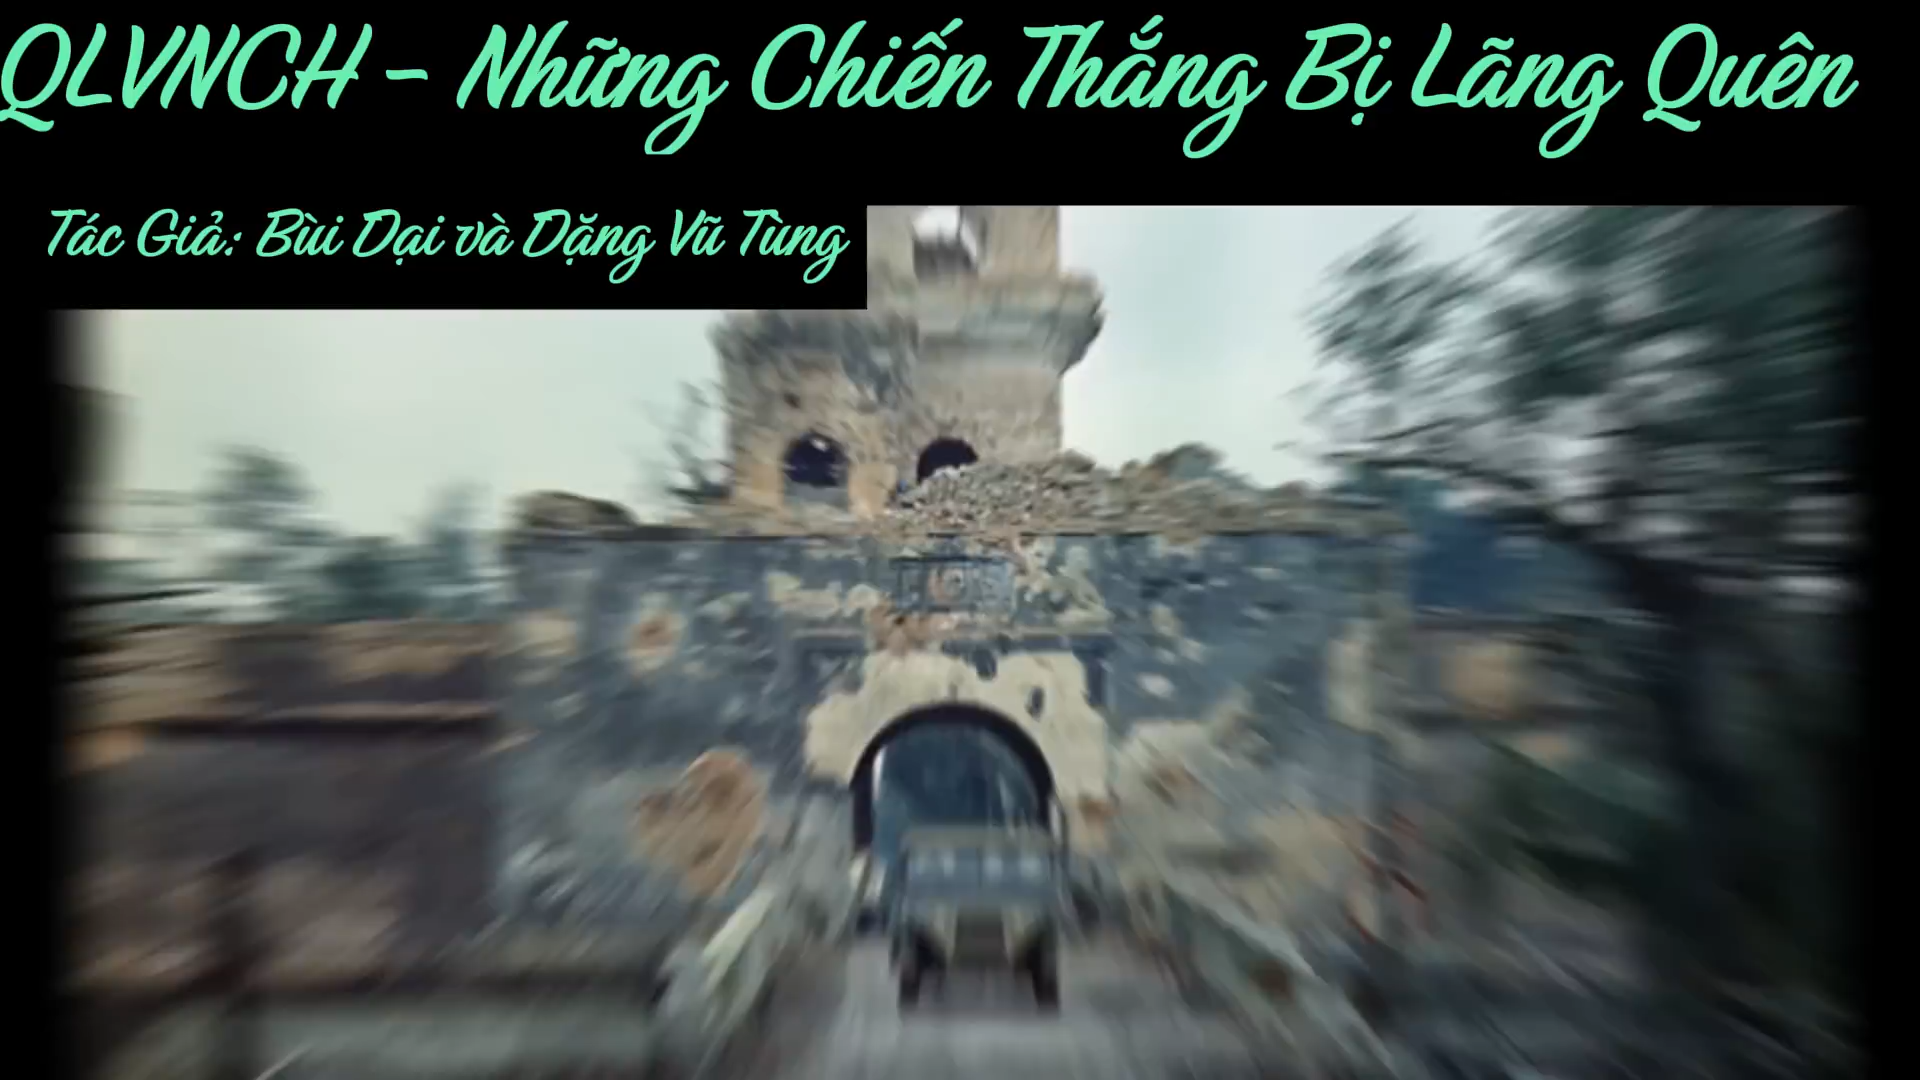 QLVNCH - Những Chiến Thắng Bị Lãng Quên
Tác Giả: Bùi Đại và Đặng Vũ Tùng